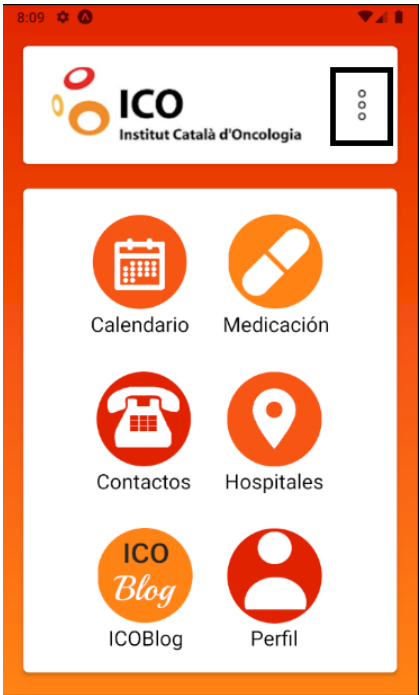 8:09
ICO
Institut Català d'Oncologia
Calendario
Medicación
Contactos
Hospitales
ICO
Blog
ICOBlog
Perfil